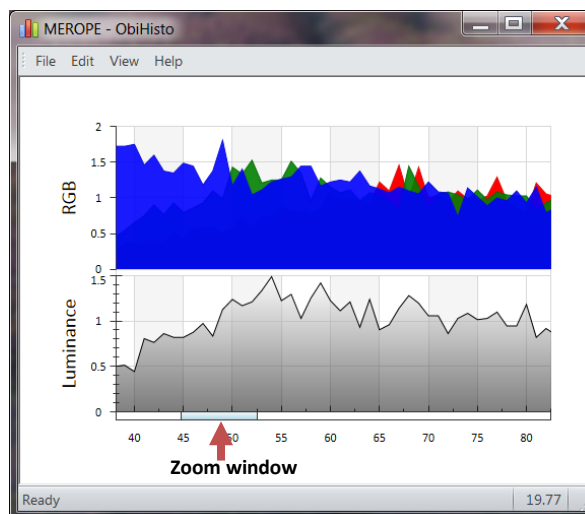 MEROPE - ObiHisto
File Edit View Help
2
1.5
1
0.5
0
RGB
1.5
1
0.5
0
Luminance
40 45 50 55 60 65 70 75 80
Zoom window
Ready 19.77